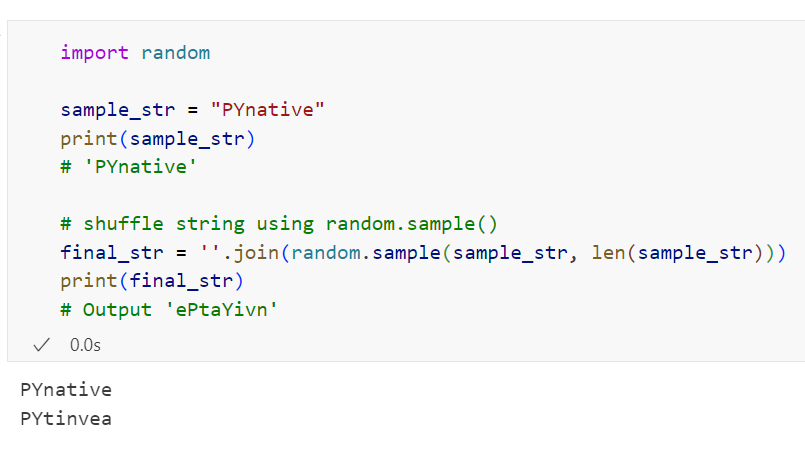 import random
sample_str = "PYnative"
print(sample_str)
# 'PYnative'
# shuffle string using random.sample()
final_str = ''.join(random.sample(sample_str, len(sample_str)))
print(final_str)
# Output 'ePtaYivn'
0.0s
PYnative
PYtinvea